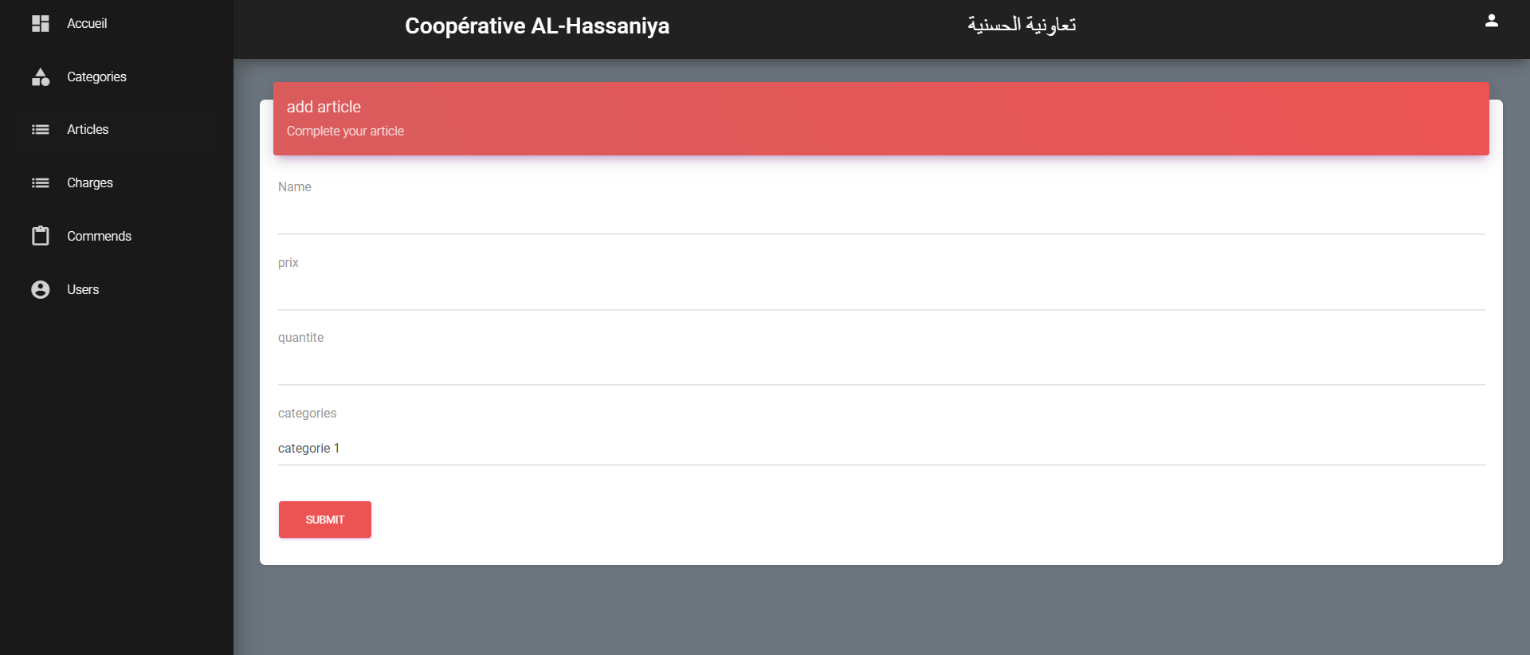 Accueil
Categories
Articles
Charges
Commends
Users
Coopérative AL-Hassaniya
تعاونية الحسنية
add article
Complete your article
Name
prix
quantite
categories
categorie 1
SUBMIT